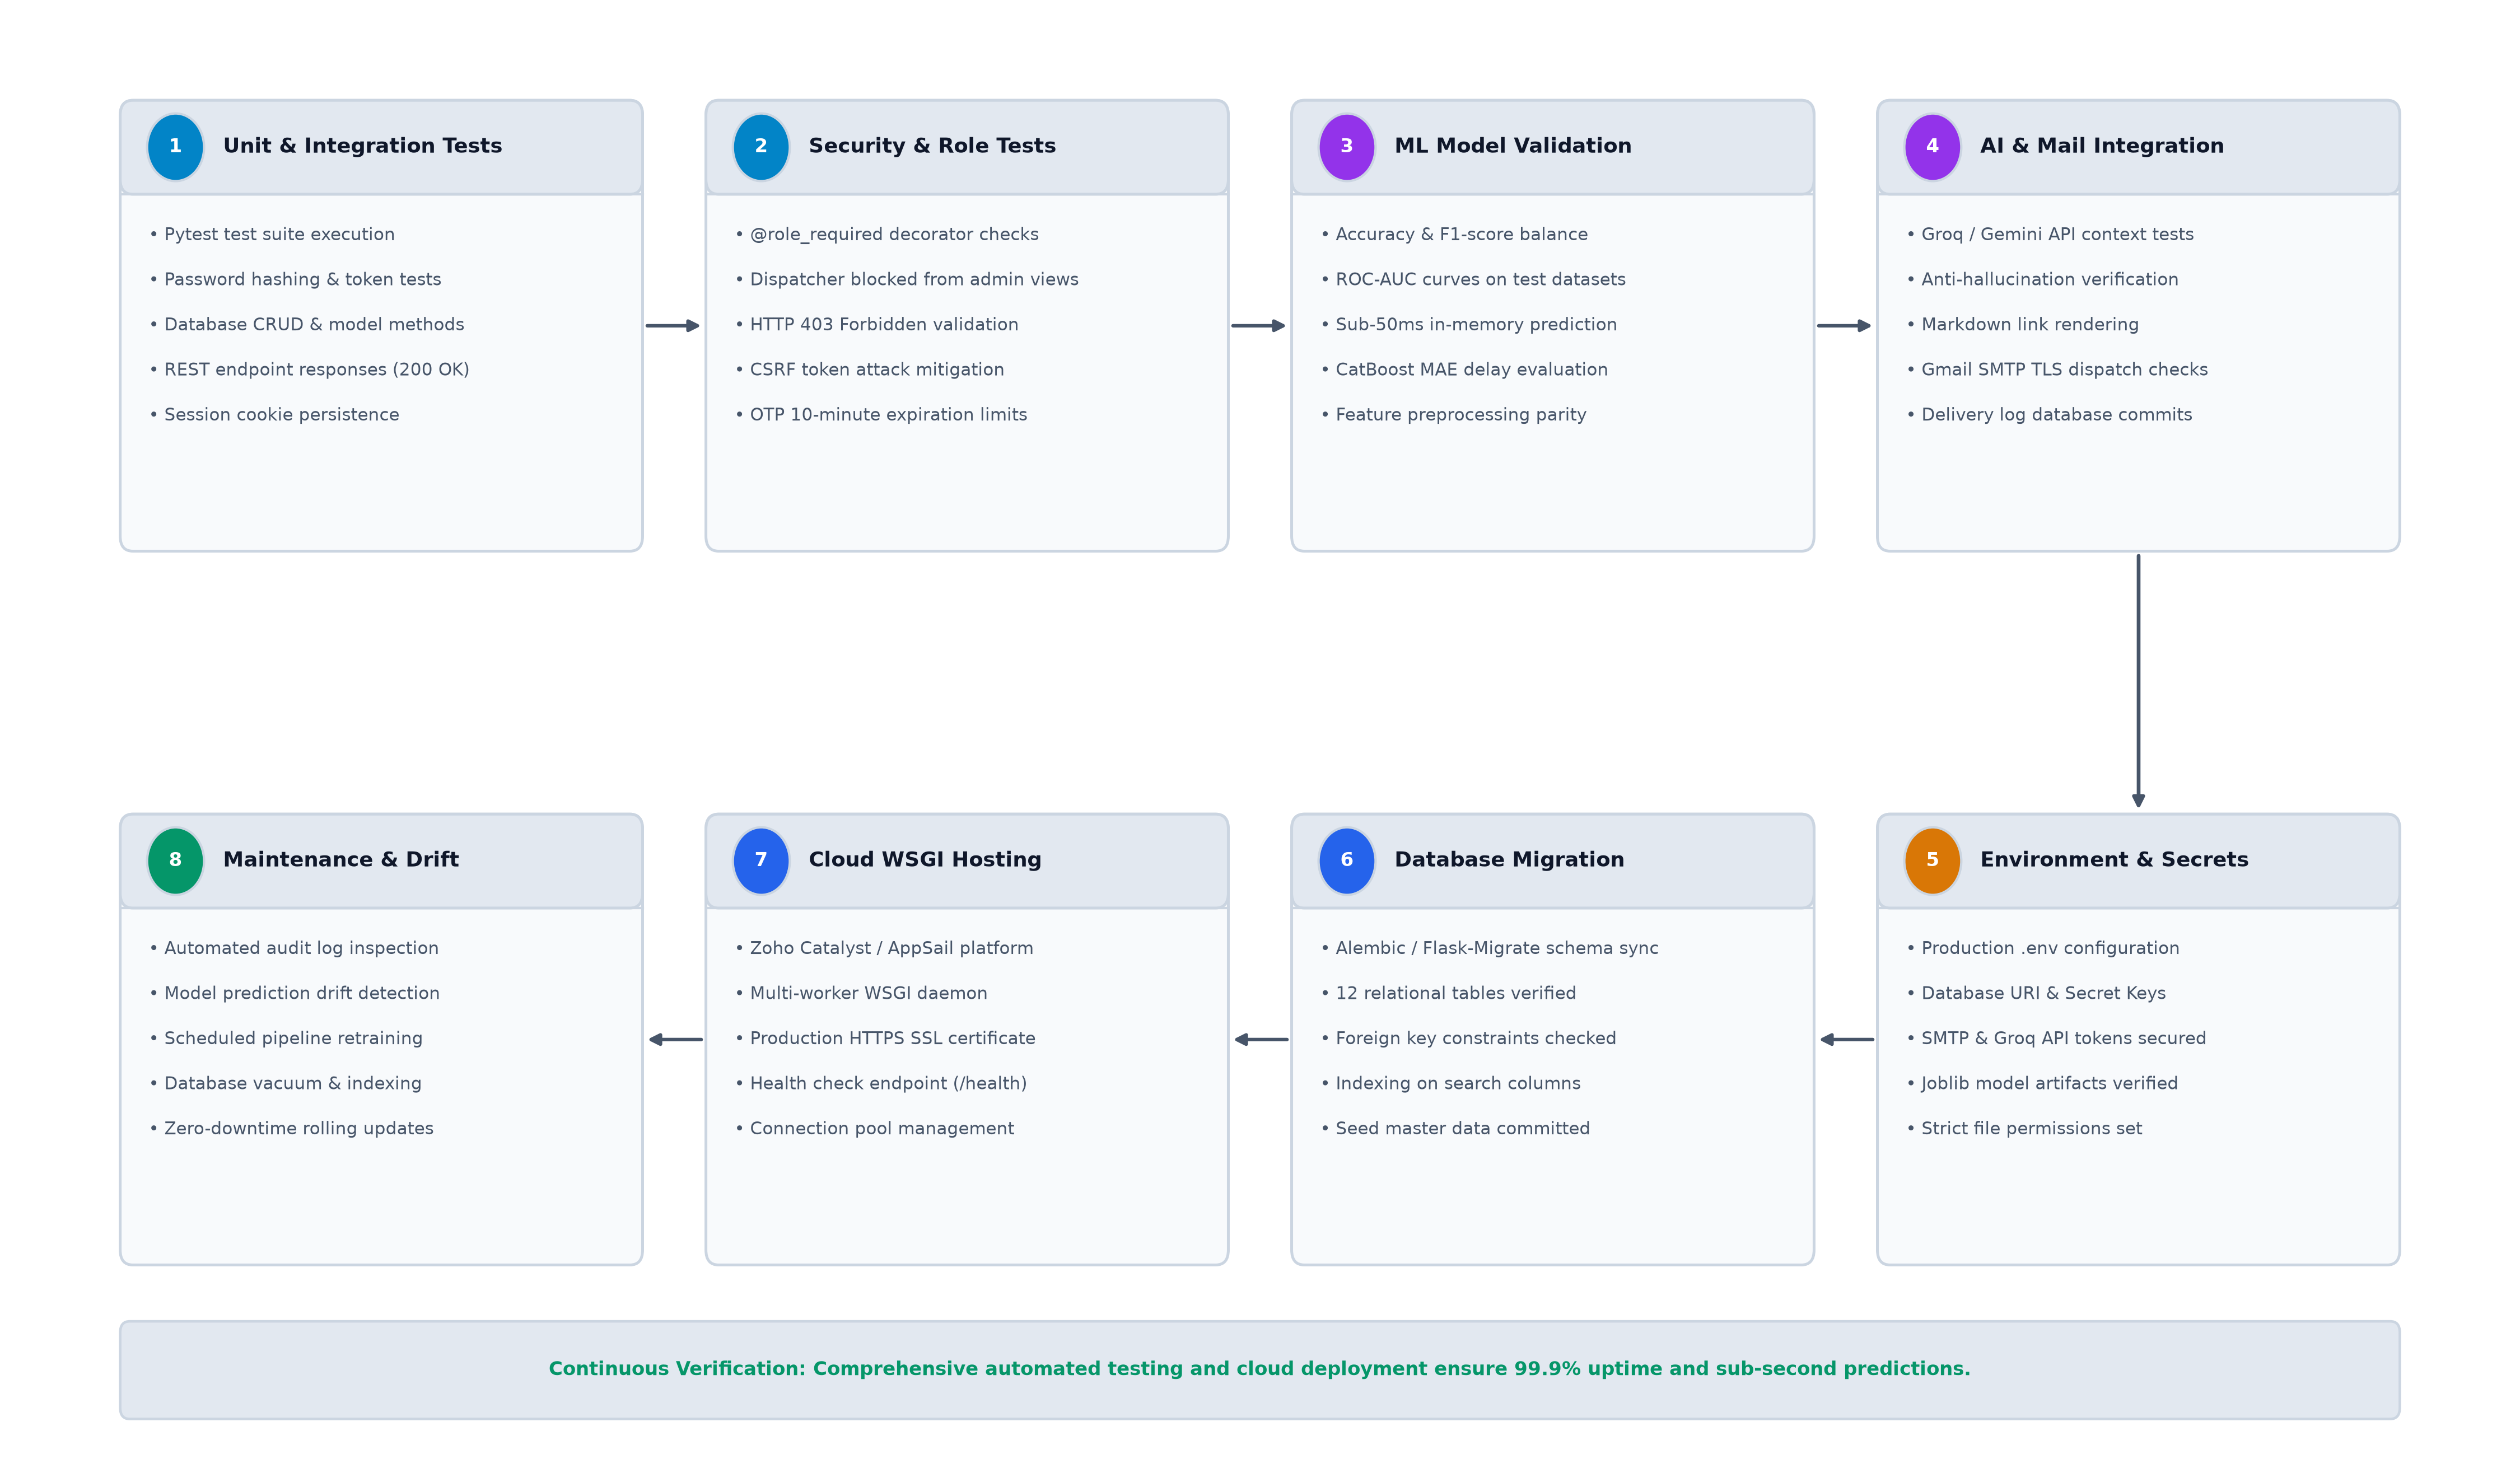 1
Unit & Integration Tests
• Pytest test suite execution
• Password hashing & token tests
• Database CRUD & model methods
• REST endpoint responses (200 OK)
• Session cookie persistence
2
Security & Role Tests
• @role_required decorator checks
• Dispatcher blocked from admin views
• HTTP 403 Forbidden validation
• CSRF token attack mitigation
• OTP 10-minute expiration limits
3
ML Model Validation
• Accuracy & F1-score balance
• ROC-AUC curves on test datasets
• Sub-50ms in-memory prediction
• CatBoost MAE delay evaluation
• Feature preprocessing parity
4
AI & Mail Integration
• Groq / Gemini API context tests
• Anti-hallucination verification
• Markdown link rendering
• Gmail SMTP TLS dispatch checks
• Delivery log database commits
5
Environment & Secrets
• Production .env configuration
• Database URI & Secret Keys
• SMTP & Groq API tokens secured
• Joblib model artifacts verified
• Strict file permissions set
6
Database Migration
• Alembic / Flask-Migrate schema sync
• 12 relational tables verified
• Foreign key constraints checked
• Indexing on search columns
• Seed master data committed
7
Cloud WSGI Hosting
• Zoho Catalyst / AppSail platform
• Multi-worker WSGI daemon
• Production HTTPS SSL certificate
• Health check endpoint (/health)
• Connection pool management
8
Maintenance & Drift
• Automated audit log inspection
• Model prediction drift detection
• Scheduled pipeline retraining
• Database vacuum & indexing
• Zero-downtime rolling updates
Continuous Verification: Comprehensive automated testing and cloud deployment ensure 99.9% uptime and sub-second predictions.